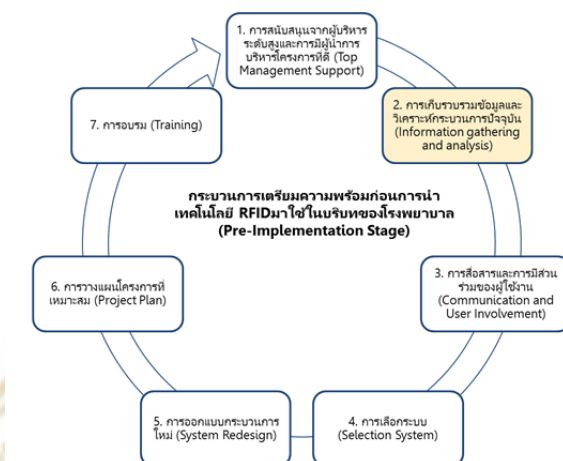 1. การสนับสนุนจากผู้บริหาร
ระดับสูงและการมีผู้นำการ
บริหารโครงการที่ดี (Top
Management Support)
2. การเก็บรวบรวมข้อมูลและ
วิเคราะห์กระบวนการปัจจุบัน
(Information gathering
and analysis)
3. การสื่อสารและการมีส่วน
ร่วมของผู้ใช้งาน
(Communication and
User Involvement)
4. การเลือกระบบ
(Selection System)
5. การออกแบบกระบวนการ
ใหม่ (System Redesign)
6. การวางแผนโครงการที่
เหมาะสม (Project Plan)
7. การอบรม (Training)
กระบวนการเตรียมความพร้อมก่อนการนำ
เทคโนโลยี RFIDมาใช้ในบริบทของโรงพยาบาล
(Pre-Implementation Stage)